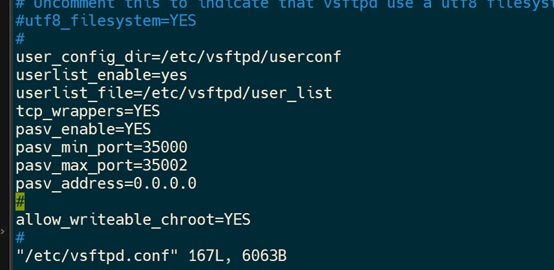 # Uncomment this to indicate that vsftpd use a utf8 filesyst
#utf8_filesystem=YES
#
user_config_dir=/etc/vsftpd/userconf
userlist_enable=yes
userlist_file=/etc/vsftpd/user_list
tcp_wrappers=YES
pasv_enable=YES
pasv_min_port=35000
pasv_max_port=35002
pasv_address=0.0.0.0
#
allow_writeable_chroot=YES
#
"/etc/vsftpd.conf" 167L, 6063B